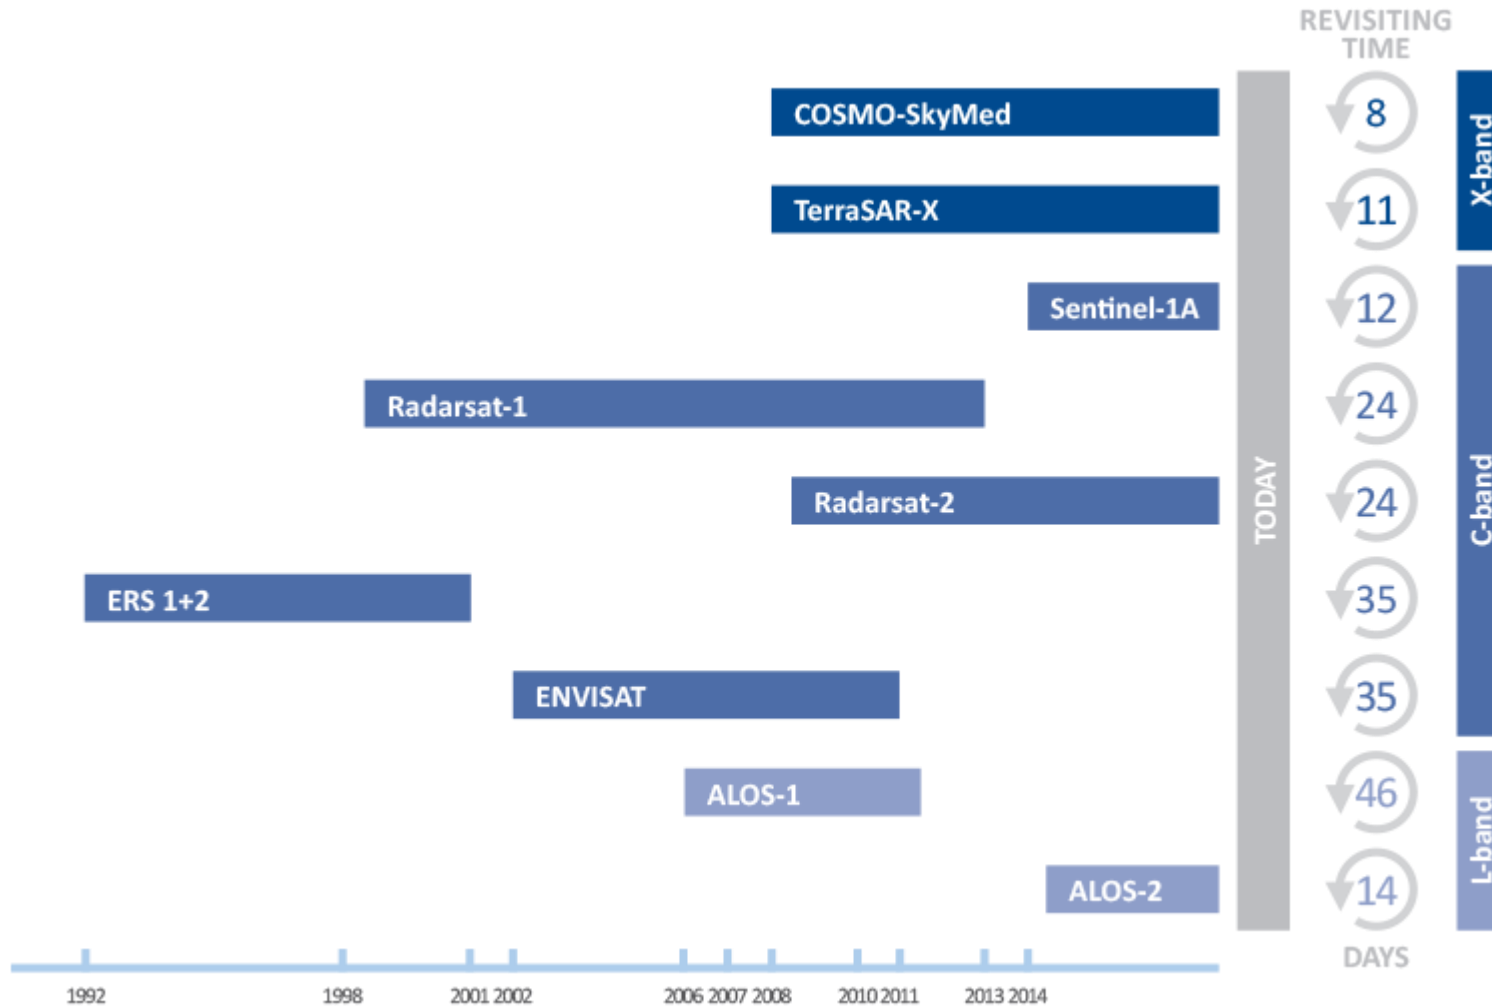 REVISITING
TIME
COSMO-SkyMed
8
TerraSAR-X
11
X-band
Sentinel-1A
12
Radarsat-1
24
Radarsat-2
24
C-band
TODAY
ERS 1+2
35
ENVISAT
35
ALOS-1
46
L-band
ALOS-2
14
DAYS
1992 1998 2001 2002 2006 2007 2008 2010 2011 2013 2014